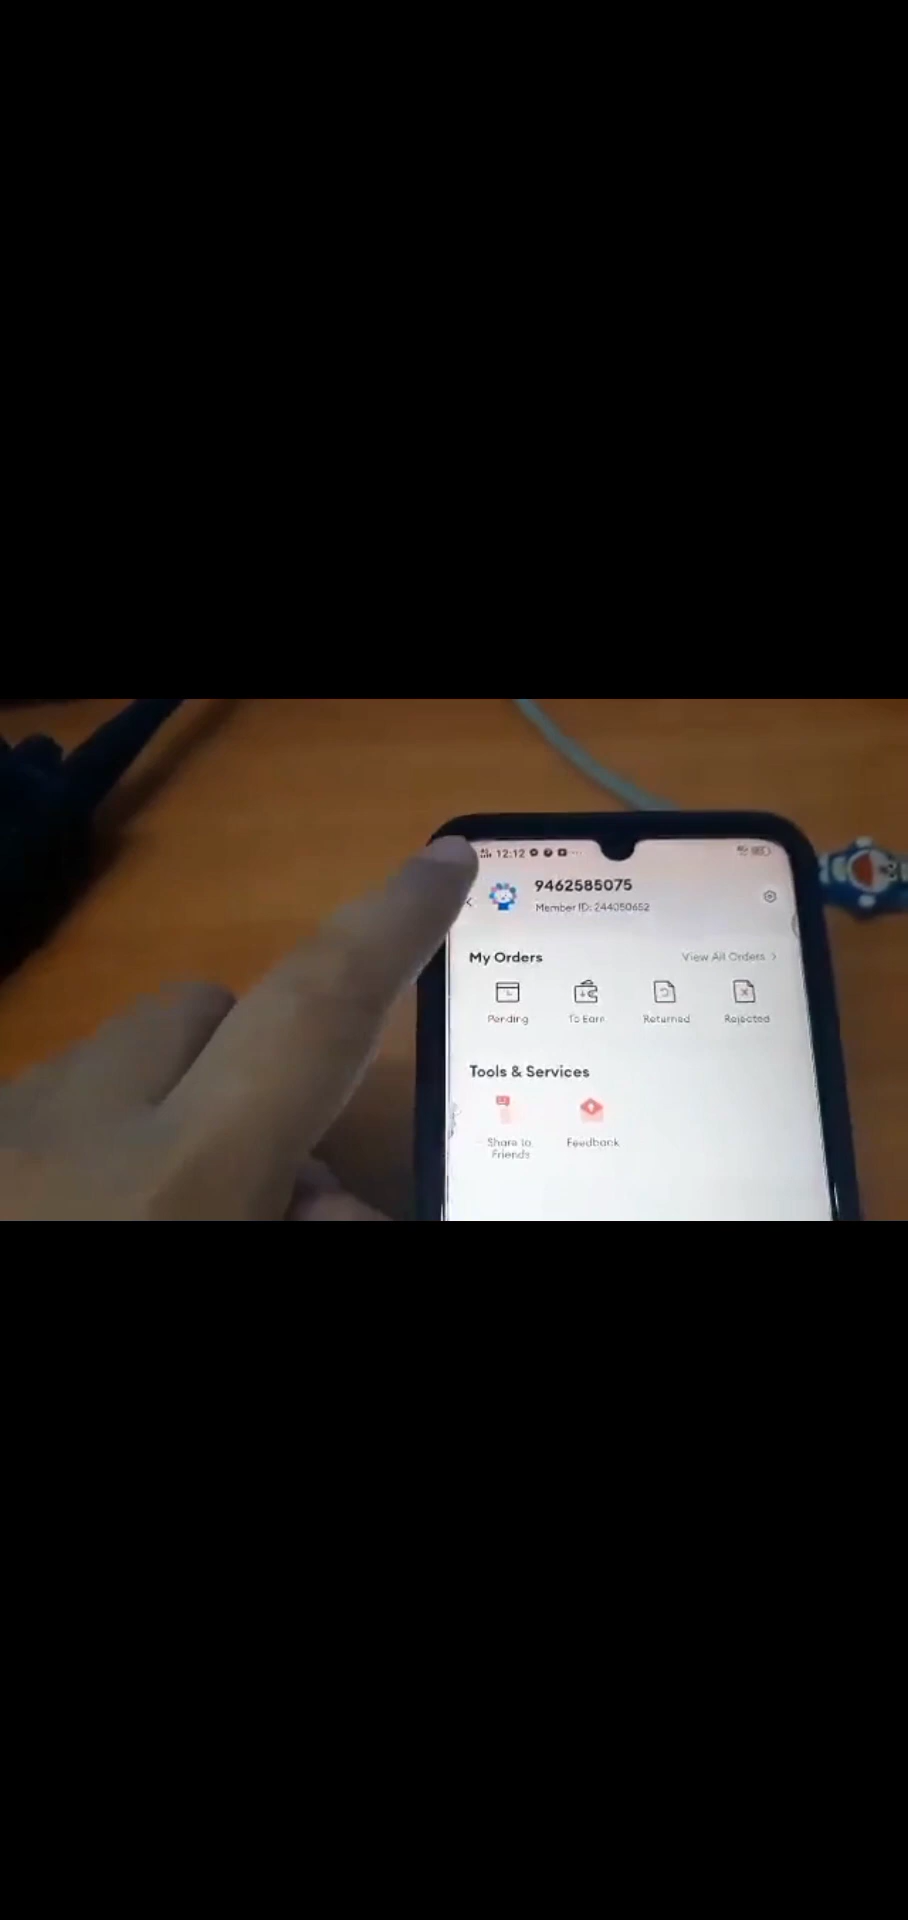 12:12
9462585075
Member ID: 244050652
My Orders
View All Orders >
Pending
To Earn
Returned
Rejected
Tools & Services
Share to
Friends
Feedback